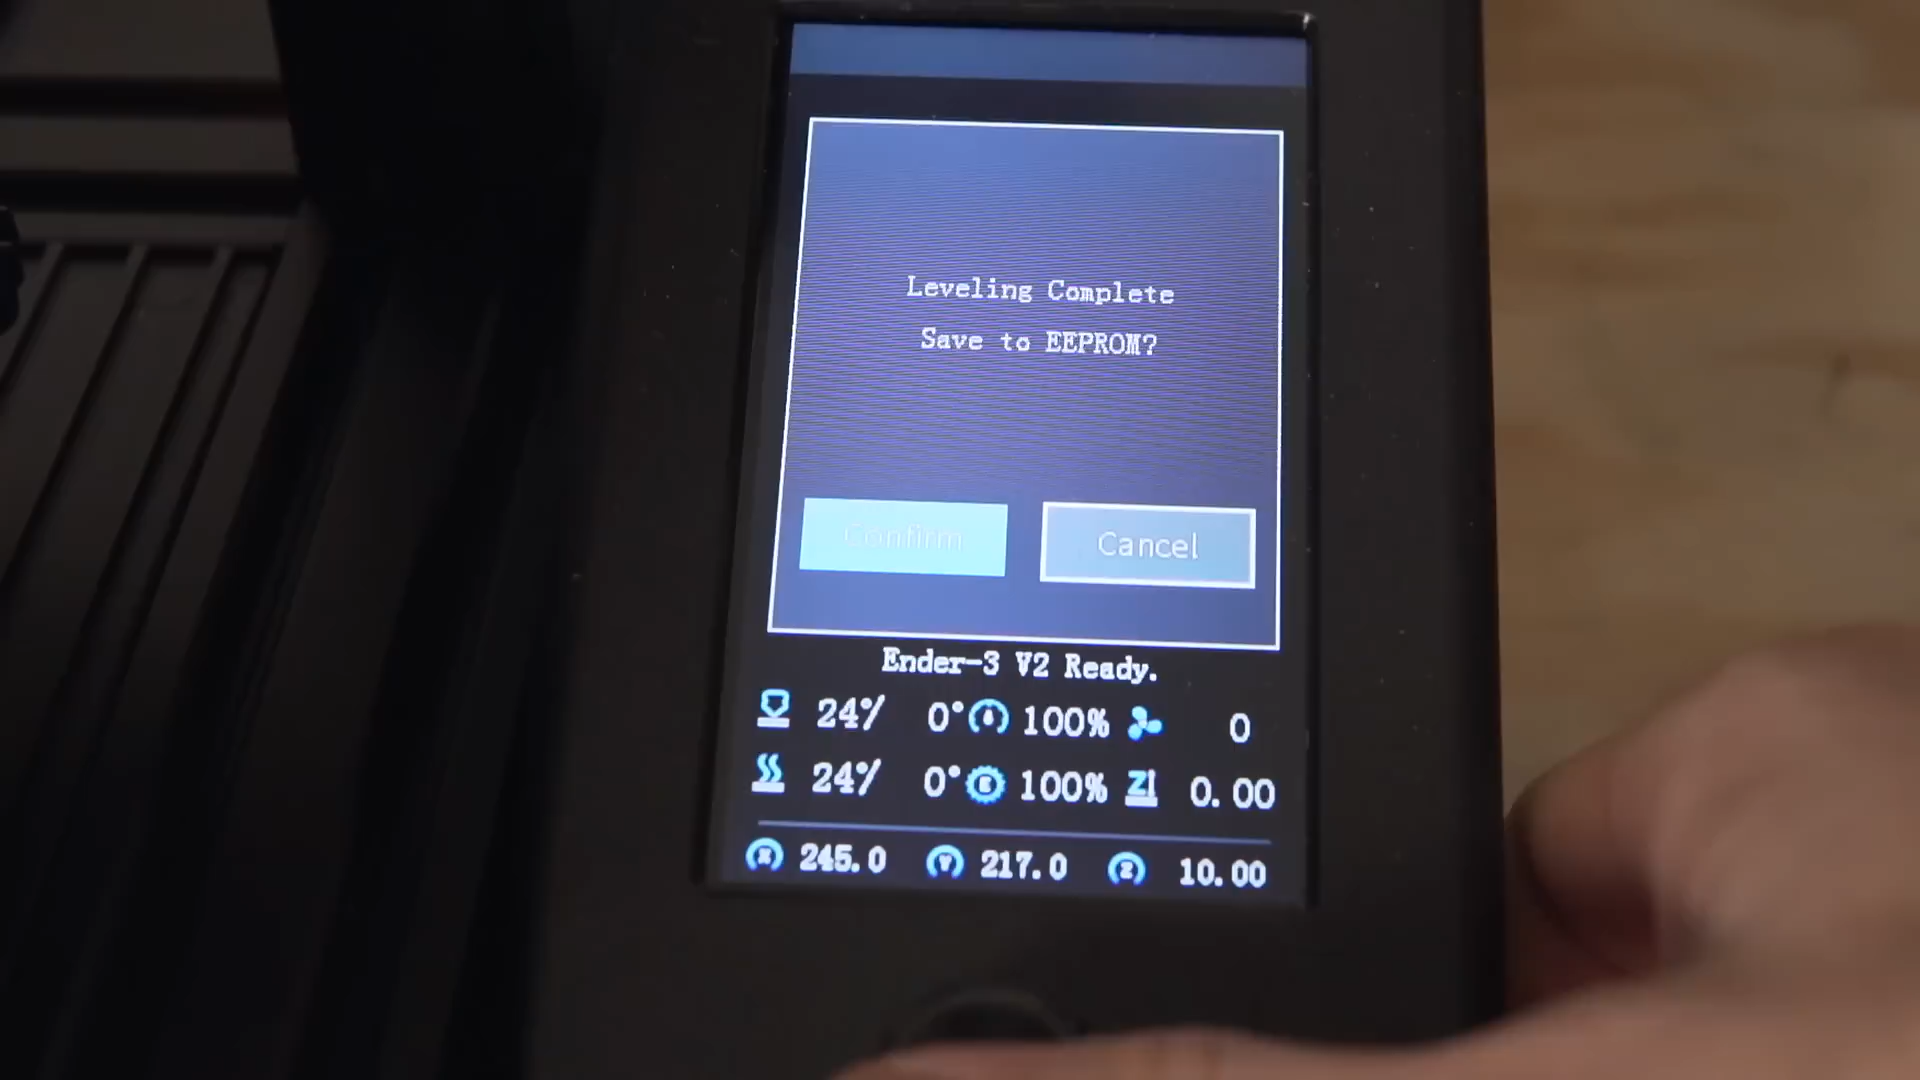 Leveling Complete
Save to EEPROM?
Confirm Cancel
Ender-3 V2 Ready.
24/ 0° 100% 0
24/ 0° E 100% Z 0.00
X 245.0 Y 217.0 Z 10.00